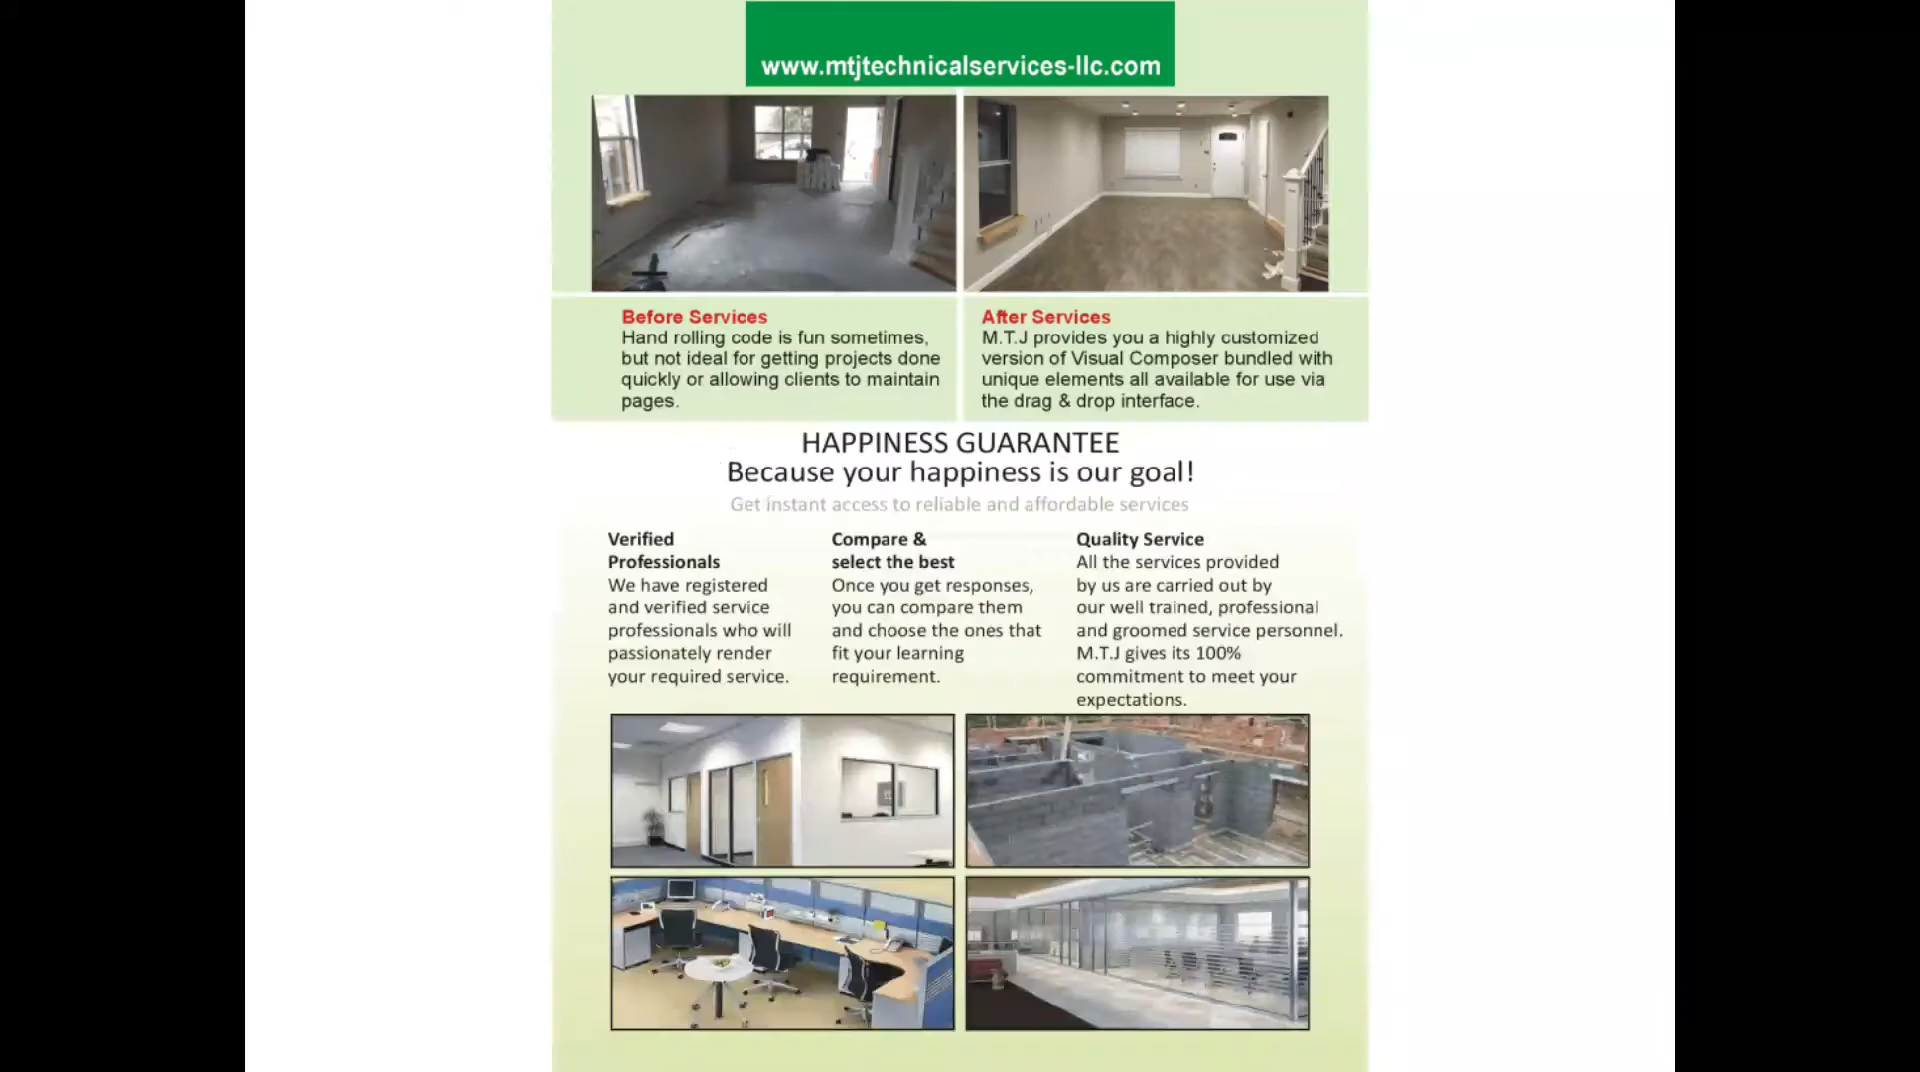 www.mtjtechnicalservices-llc.com
Before Services
Hand rolling code is fun sometimes,
but not ideal for getting projects done
quickly or allowing clients to maintain
pages.
After Services
M.T.J provides you a highly customized
version of Visual Composer bundled with
unique elements all available for use via
the drag & drop interface.
HAPPINESS GUARANTEE
Because your happiness is our goal!
Get instant access to reliable and affordable services
Verified
Professionals
We have registered
and verified service
professionals who will
passionately render
your required service.
Compare &
select the best
Once you get responses,
you can compare them
and choose the ones that
fit your learning
requirement.
Quality Service
All the services provided
by us are carried out by
our well trained, professional
and groomed service personnel.
M.T.J gives its 100%
commitment to meet your
expectations.